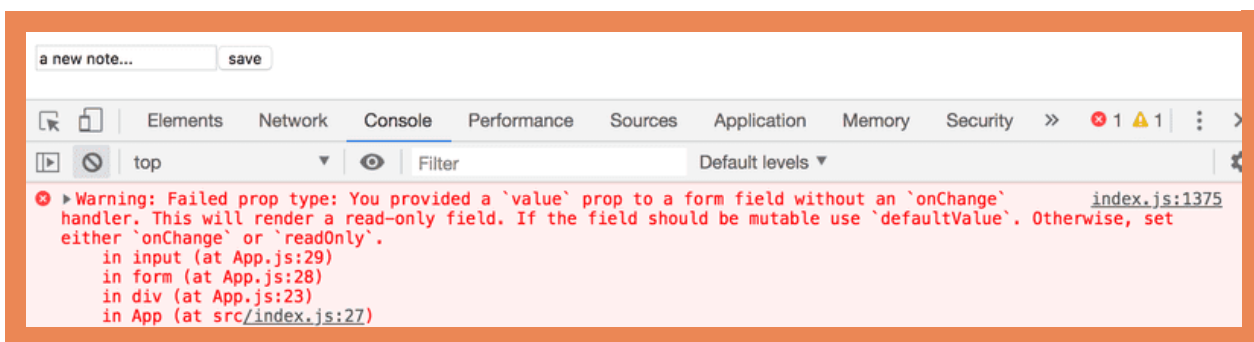 a new note... save
Elements Network Console Performance Sources Application Memory Security » 1 1
top Filter Default levels
Warning: Failed prop type: You provided a `value` prop to a form field without an `onChange` index.js:1375
handler. This will render a read-only field. If the field should be mutable use `defaultValue`. Otherwise, set
either `onChange` or `readOnly`.
in input (at App.js:29)
in form (at App.js:28)
in div (at App.js:23)
in App (at src/index.js:27)